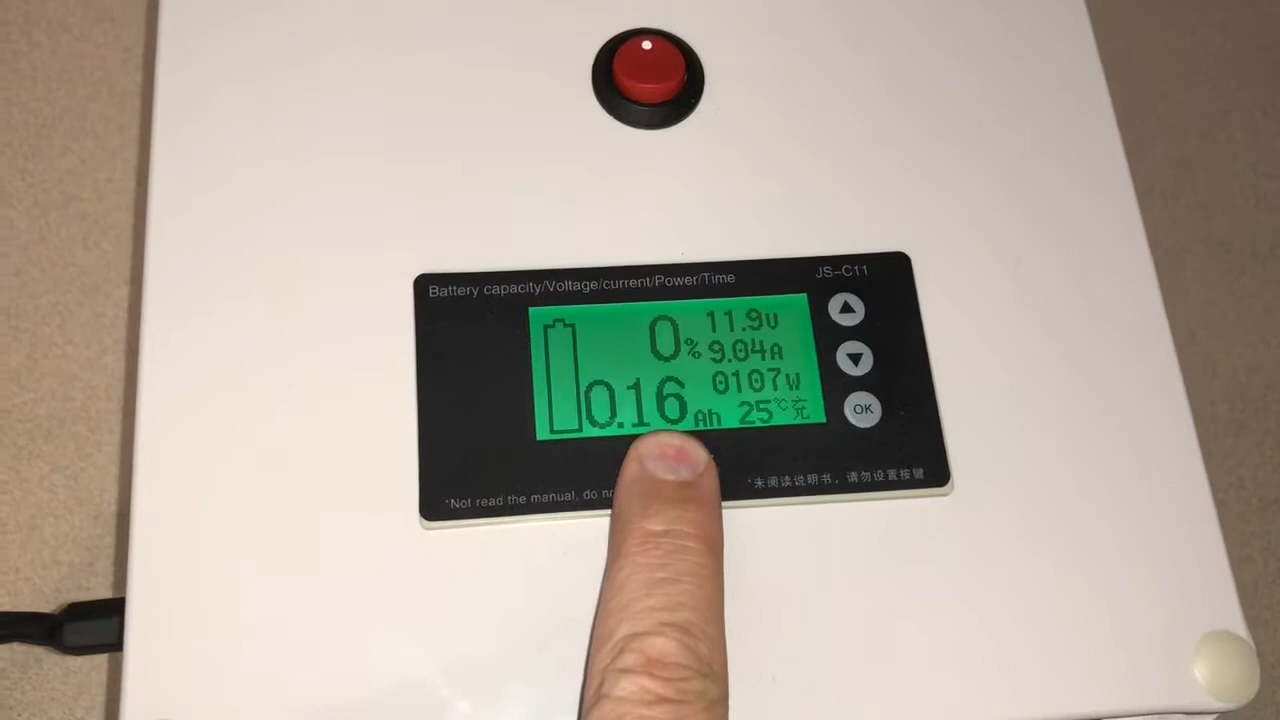 Battery capacity/Voltage/current/Power/Time
JS-C11
0% 11.9V
9.04A
0107W
0.16Ah 25℃充
OK
*Not read the manual, do
*未阅读说明书，请勿设置按键